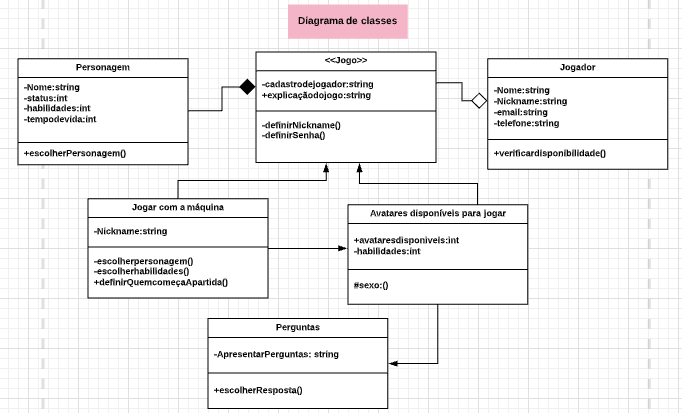 Diagrama de classes
Personagem
-Nome:string
-status:int
-habilidades:int
-tempodevida:int
+escolherPersonagem()
<<Jogo>>
-cadastrodejogador:string
+explicaçãodojogo:string
-definirNickname()
-definirSenha()
Jogador
-Nome:string
-Nickname:string
-email:string
-telefone:string
+verificardisponibilidade()
Jogar com a máquina
-Nickname:string
-escolherpersonagem()
-escolherhabilidades()
+definirQuemcomeçaApartida()
Avatares disponíveis para jogar
+avataresdisponiveis:int
-habilidades:int
#sexo:()
Perguntas
-ApresentarPerguntas: string
+escolherResposta()